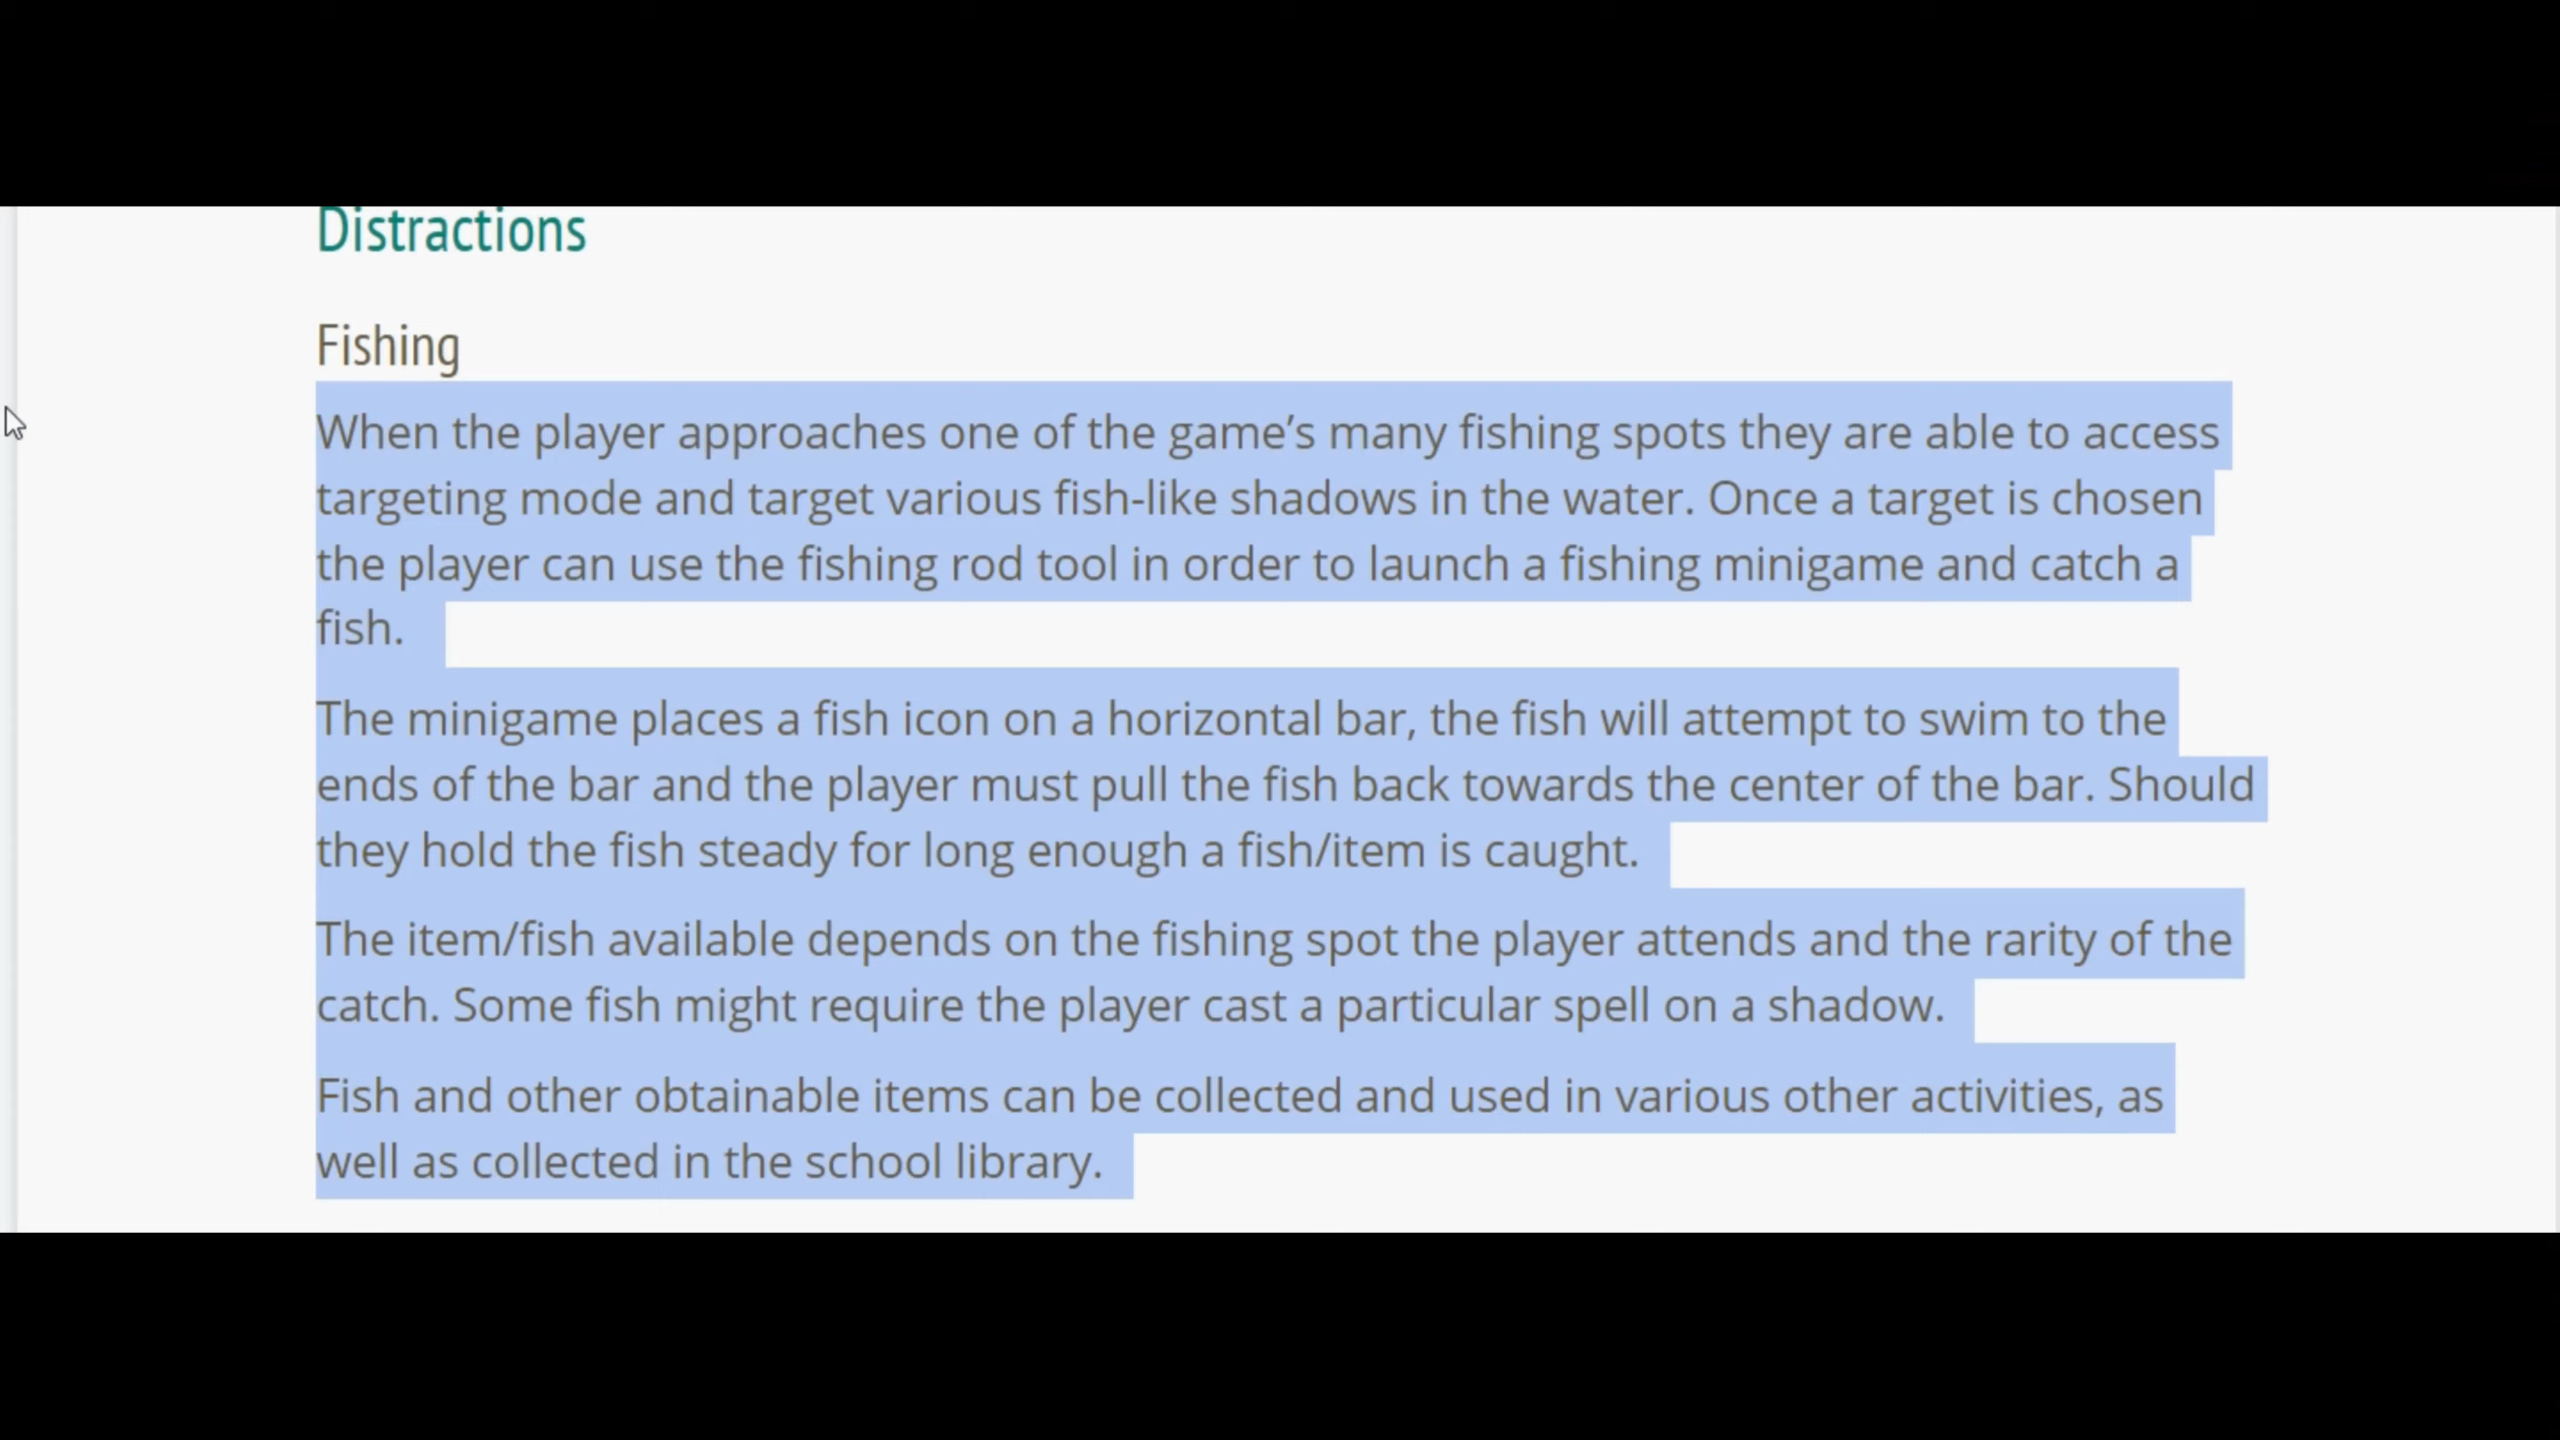 Distractions
Fishing
When the player approaches one of the game’s many fishing spots they are able to access
targeting mode and target various fish-like shadows in the water. Once a target is chosen
the player can use the fishing rod tool in order to launch a fishing minigame and catch a
fish.
The minigame places a fish icon on a horizontal bar, the fish will attempt to swim to the
ends of the bar and the player must pull the fish back towards the center of the bar. Should
they hold the fish steady for long enough a fish/item is caught.
The item/fish available depends on the fishing spot the player attends and the rarity of the
catch. Some fish might require the player cast a particular spell on a shadow.
Fish and other obtainable items can be collected and used in various other activities, as
well as collected in the school library.